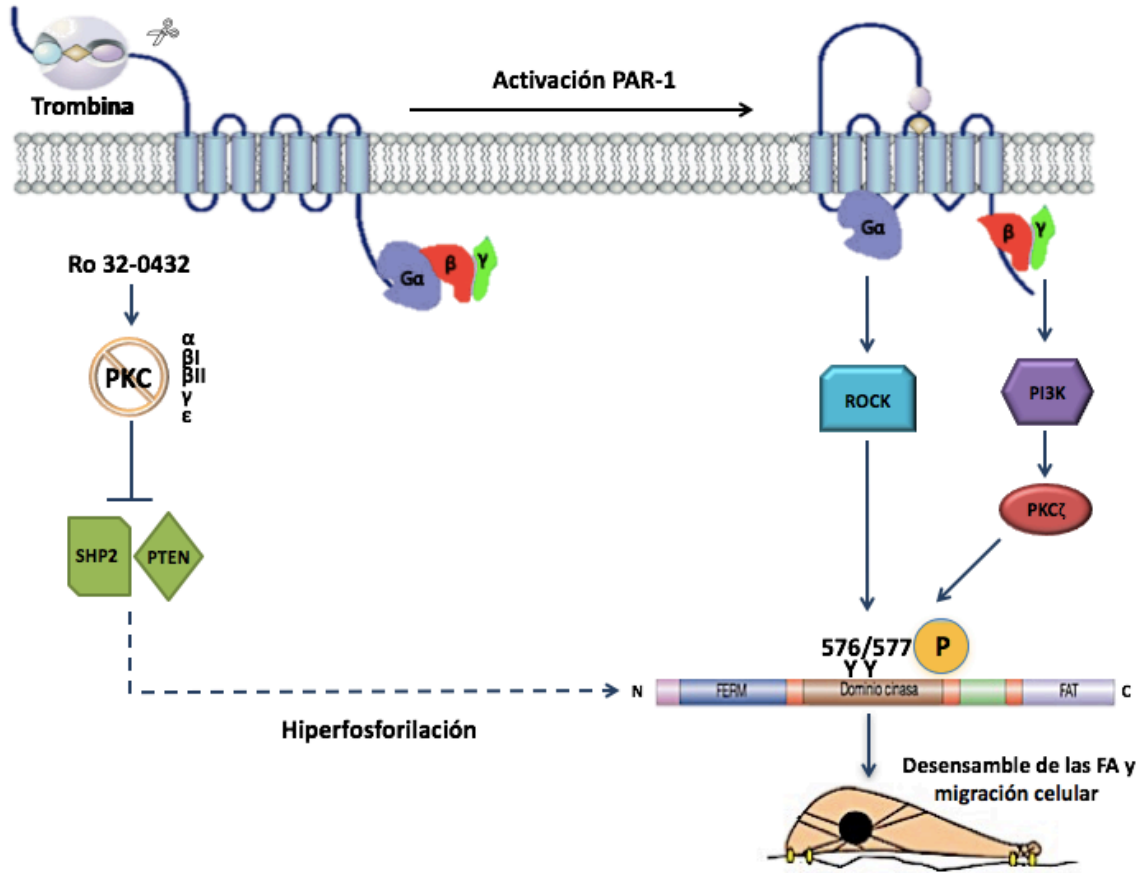 Trombina
Activación PAR-1
Gα
β
γ
Gα
β
γ
Ro 32-0432
PKC
α
βI
βII
γ
ε
SHP2
PTEN
ROCK
PI3K
PKCζ
576/577
P
Y Y
N
FERM
Dominio cinasa
FAT
C
Hiperfosforilación
Desensamble de las FA y
migración celular